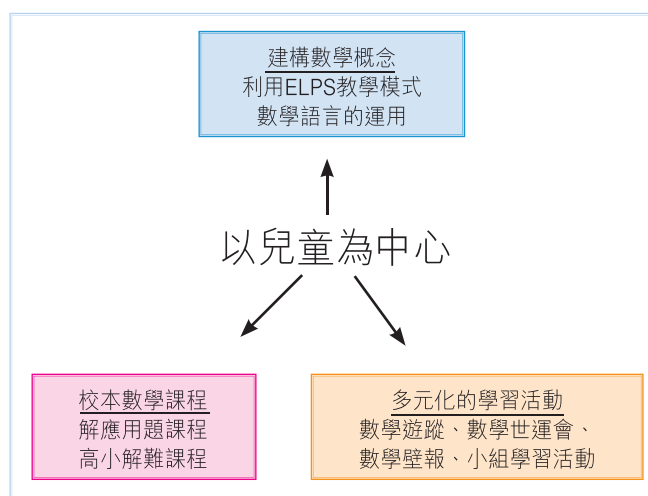 建構數學概念
利用ELPS教學模式
數學語言的運用
以兒童為中心
校本數學課程
解應用題課程
高小解難課程
多元化的學習活動
數學遊蹤、數學世運會、
數學壁報、小組學習活動